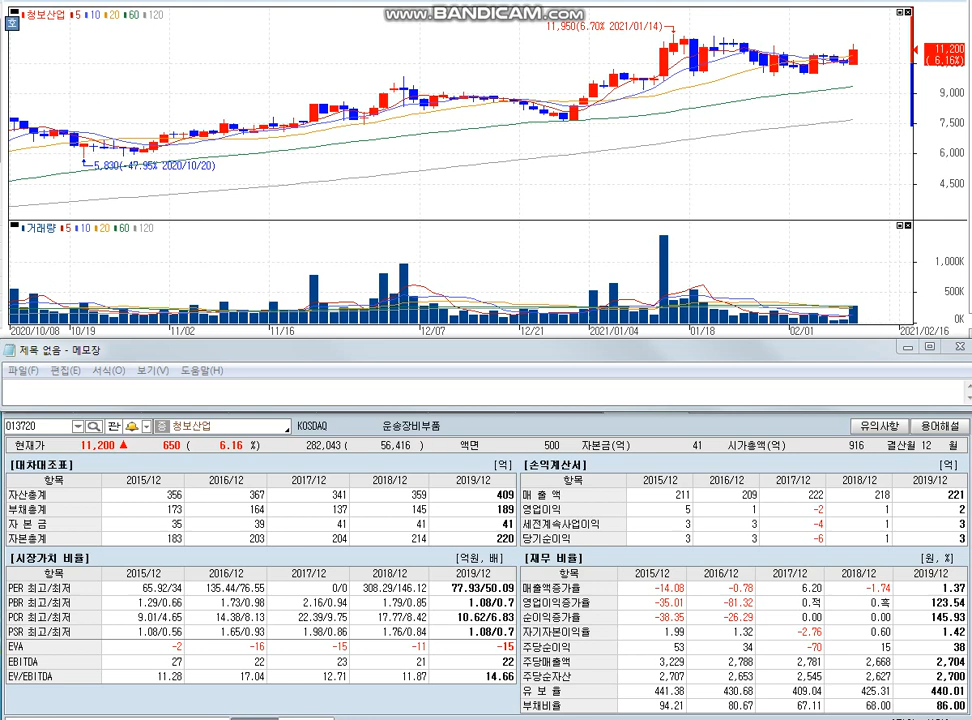 청보산업 5 10 20 60 120
www.BANDICAM.com
11,950(6.70% 2021/01/14)
11,200
( 6.16%)
9,000
7,500
6,000
4,500
5,830(-47.95% 2020/10/20)
거래량 5 10 20 60 120
1,000K
500K
0K
2020/10/08 10/19 11/02 11/16 12/07 12/21 2021/01/04 01/18 02/01 2021/02/16
제목 없음 - 메모장
파일(F) 편집(E) 서식(O) 보기(V) 도움말(H)
013720 관 증 청보산업 KOSDAQ 운송장비부품 유의사항 용어해설
현재가 11,200 ▲ 650 ( 6.16 %) 282,043 ( 56,416 ) 액면 500 자본금(억) 41 시가총액(억) 916 결산월 12 월
[대차대조표] [억]
항목 2015/12 2016/12 2017/12 2018/12 2019/12
자산총계 356 367 341 359 409
부채총계 173 164 137 145 189
자 본 금 35 39 41 41 41
자본총계 183 203 204 214 220
[손익계산서] [억]
항목 2015/12 2016/12 2017/12 2018/12 2019/12
매 출 액 211 209 222 218 221
영업이익 5 1 -2 1 2
세전계속사업이익 3 3 -4 1 3
당기순이익 3 3 -6 1 3
[시장가치 비율] [억원, 배]
항목 2015/12 2016/12 2017/12 2018/12 2019/12
PER 최고/최저 65.92/34 135.44/76.55 0/0 308.29/146.12 77.93/50.09
PBR 최고/최저 1.29/0.66 1.73/0.98 2.16/0.94 1.79/0.85 1.08/0.7
PCR 최고/최저 9.01/4.65 14.38/8.13 22.39/9.75 17.77/8.42 10.62/6.83
PSR 최고/최저 1.08/0.56 1.65/0.93 1.98/0.86 1.76/0.84 1.08/0.7
EVA -2 -16 -15 -11 -15
EBITDA 27 22 23 21 22
EV/EBITDA 11.28 17.04 12.71 11.87 14.66
[재무 비율] [원, %]
항목 2015/12 2016/12 2017/12 2018/12 2019/12
매출액증가율 -14.08 -0.78 6.20 -1.74 1.37
영업이익증가율 -35.01 -81.32 0.적 0.흑 123.54
순이익증가율 -38.35 -26.29 0.00 0.00 145.93
자기자본이익율 1.99 1.32 -2.76 0.60 1.42
주당순이익 53 34 -70 15 38
주당매출액 3,229 2,788 2,781 2,668 2,704
주당순자산 2,707 2,653 2,545 2,627 2,700
유 보 율 441.38 430.68 409.04 425.31 440.01
부채비율 94.21 80.67 67.11 68.00 86.00